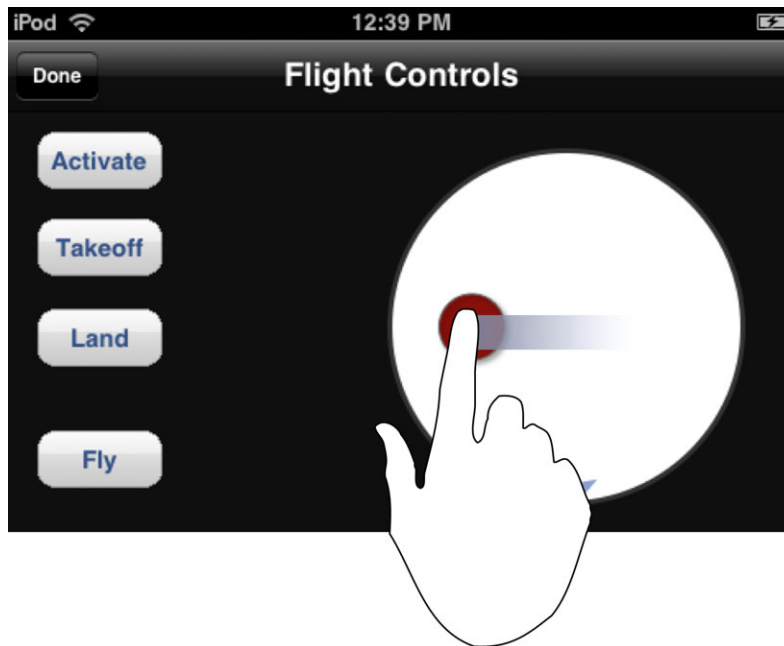 iPod 12:39 PM
Done Flight Controls
Activate
Takeoff
Land
Fly